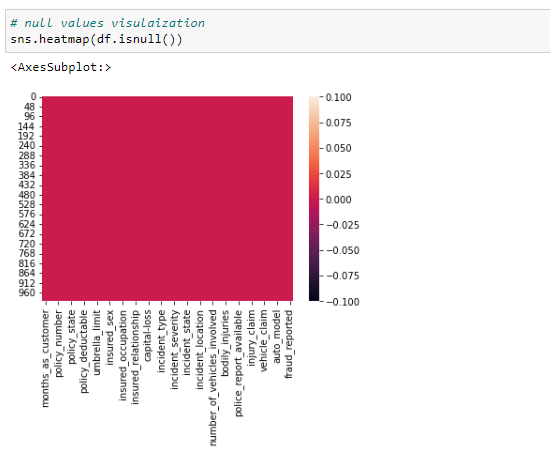 # null values visulaization
sns.heatmap(df.isnull())
<AxesSubplot:>
0
48
96
144
192
240
288
336
384
432
480
528
576
624
672
720
768
816
864
912
960
0.100
0.075
0.050
0.025
0.000
−0.025
−0.050
−0.075
−0.100
months_as_customer
policy_number
policy_state
policy_deductable
umbrella_limit
insured_sex
insured_occupation
insured_relationship
capital-loss
incident_type
incident_severity
incident_state
incident_location
number_of_vehicles_involved
bodily_injuries
police_report_available
injury_claim
vehicle_claim
auto_model
fraud_reported